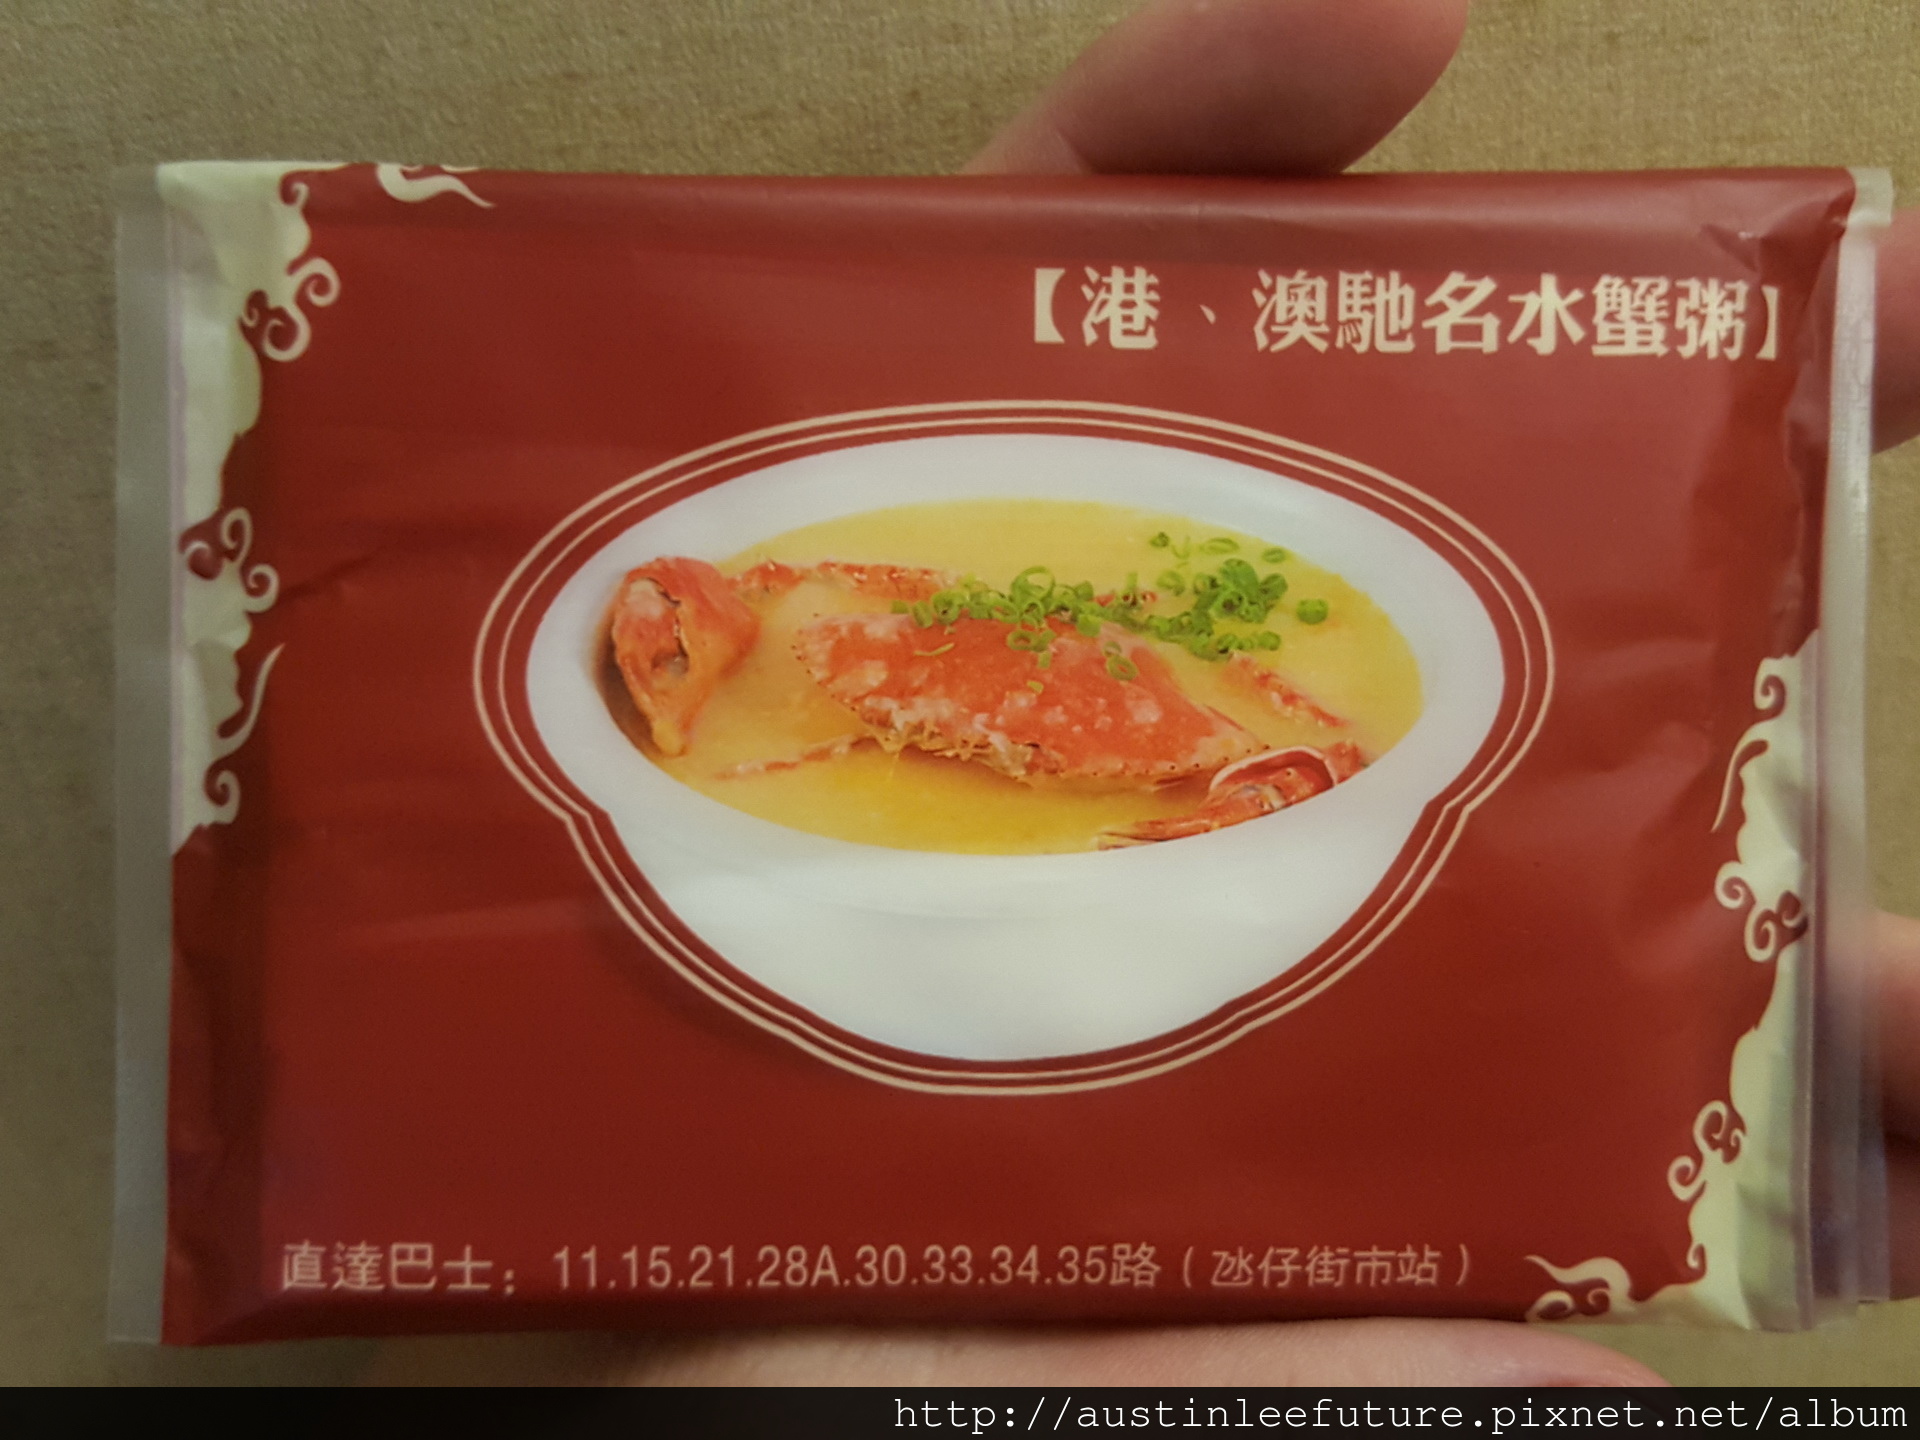 【港、澳馳名水蟹粥】
直達巴士：11.15.21.28A.30.33.34.35路（氹仔街市站）
http://austinleefuture.pixnet.net/album